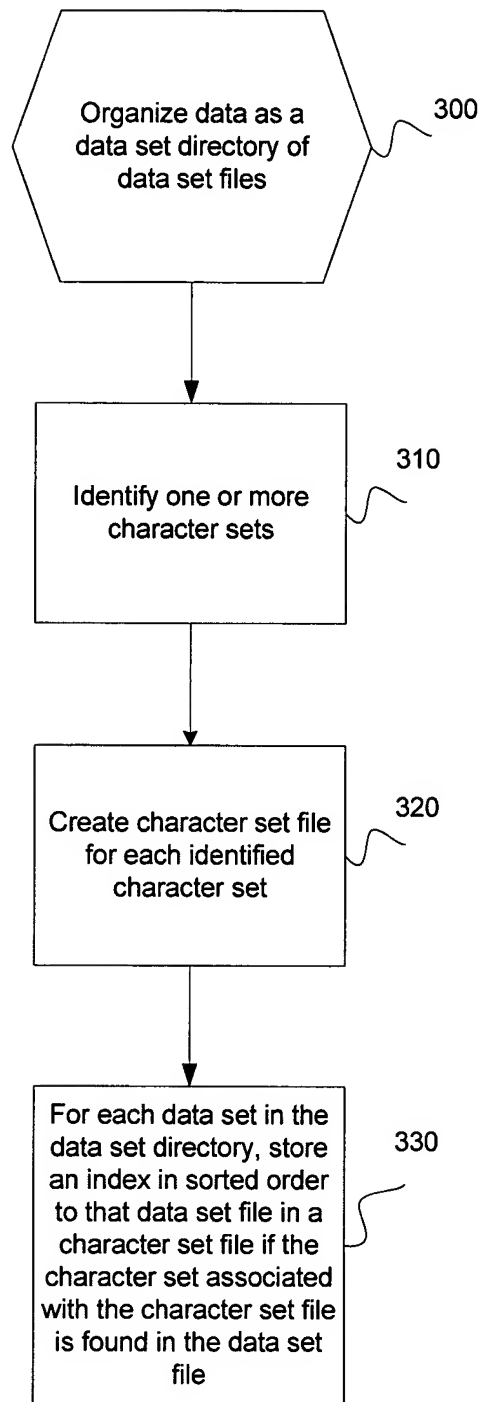 Organize data as a
data set directory of
data set files
300
Identify one or more
character sets
310
Create character set file
for each identified
character set
320
For each data set in the
data set directory, store
an index in sorted order
to that data set file in a
character set file if the
character set associated
with the character set file
is found in the data set
file
330